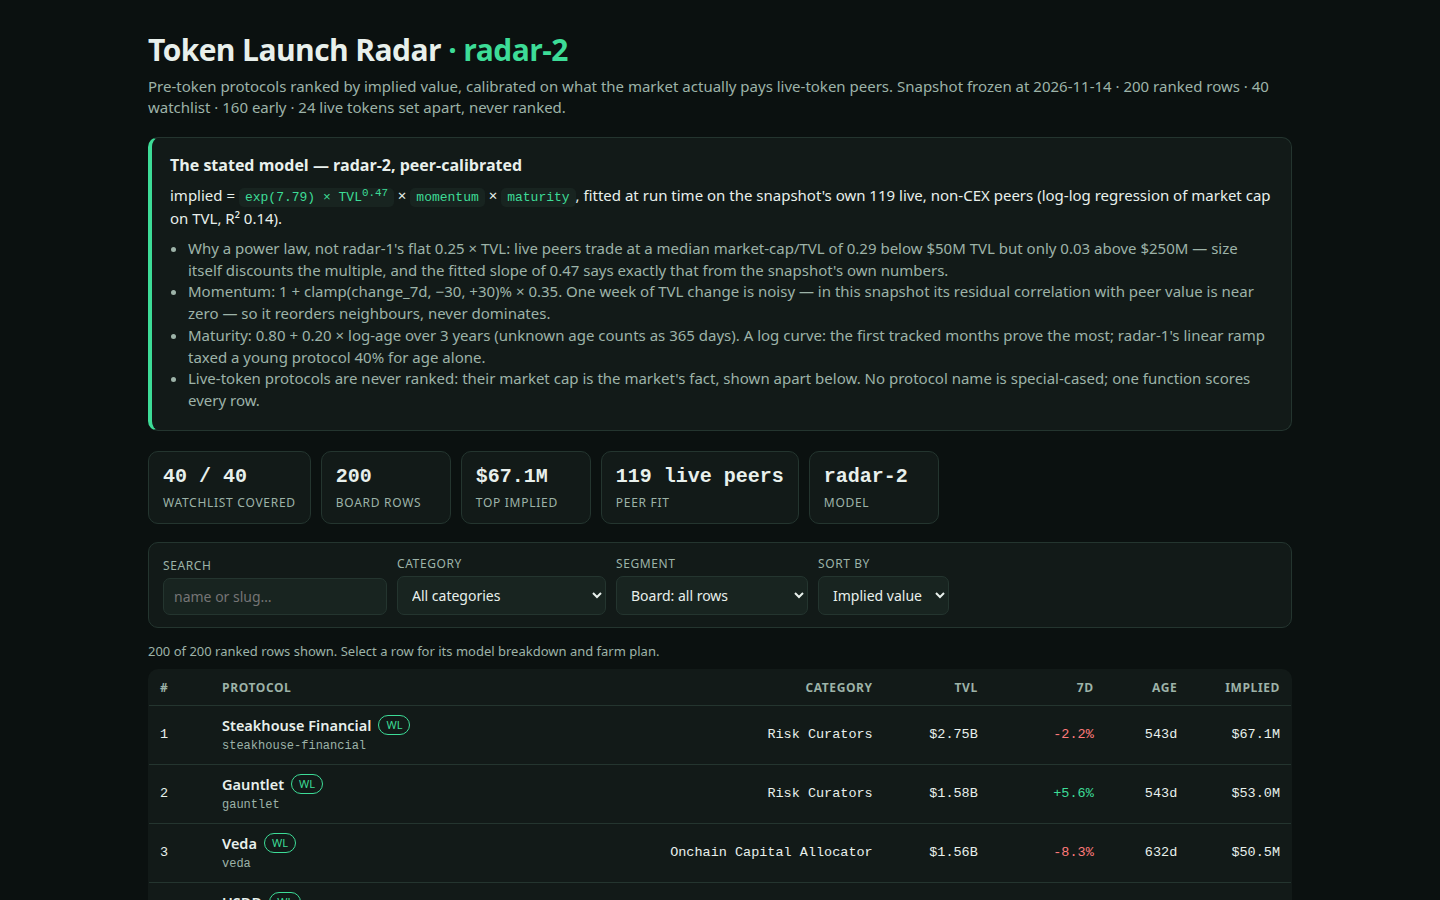 Token Launch Radar · radar-2
Pre-token protocols ranked by implied value, calibrated on what the market actually pays live-token peers. Snapshot frozen at 2026-11-14 · 200 ranked rows · 40
watchlist · 160 early · 24 live tokens set apart, never ranked.
The stated model — radar-2, peer-calibrated
implied = exp(7.79) × TVL^0.47 × momentum × maturity, fitted at run time on the snapshot's own 119 live, non-CEX peers (log-log regression of market cap
on TVL, R² 0.14).
• Why a power law, not radar-1's flat 0.25 × TVL: live peers trade at a median market-cap/TVL of 0.29 below $50M TVL but only 0.03 above $250M — size
itself discounts the multiple, and the fitted slope of 0.47 says exactly that from the snapshot's own numbers.
• Momentum: 1 + clamp(change_7d, −30, +30)% × 0.35. One week of TVL change is noisy — in this snapshot its residual correlation with peer value is near
zero — so it reorders neighbours, never dominates.
• Maturity: 0.80 + 0.20 × log-age over 3 years (unknown age counts as 365 days). A log curve: the first tracked months prove the most; radar-1's linear ramp
taxed a young protocol 40% for age alone.
• Live-token protocols are never ranked: their market cap is the market's fact, shown apart below. No protocol name is special-cased; one function scores
every row.
40 / 40 200 $67.1M 119 live peers radar-2
WATCHLIST COVERED BOARD ROWS TOP IMPLIED PEER FIT MODEL
SEARCH CATEGORY SEGMENT SORT BY
name or slug... All categories Board: all rows Implied value
200 of 200 ranked rows shown. Select a row for its model breakdown and farm plan.
# PROTOCOL CATEGORY TVL 7D AGE IMPLIED
1 Steakhouse Financial WL Risk Curators $2.75B -2.2% 543d $67.1M
steakhouse-financial
2 Gauntlet WL Risk Curators $1.58B +5.6% 543d $53.0M
gauntlet
3 Veda WL Onchain Capital Allocator $1.56B -8.3% 632d $50.5M
veda